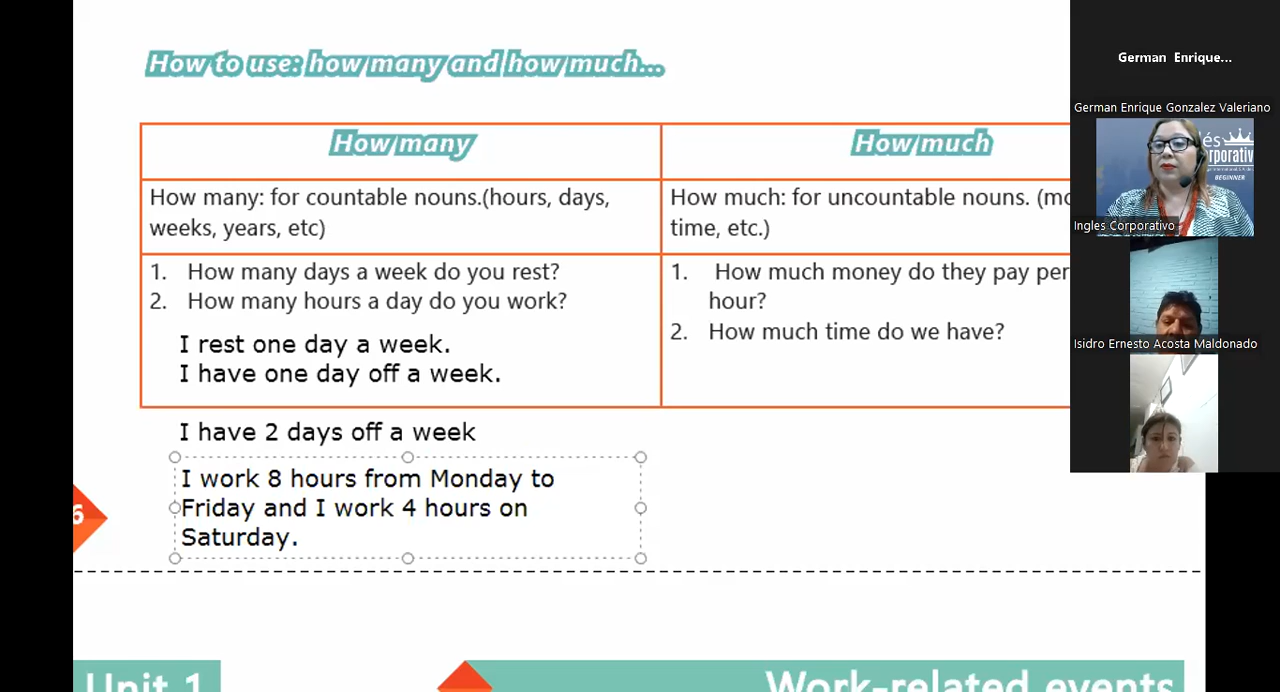 How to use: how many and how much...
How many
How much
How many: for countable nouns.(hours, days,
weeks, years, etc)
How much: for uncountable nouns. (mo
time, etc.)
1. How many days a week do you rest?
2. How many hours a day do you work?
I rest one day a week.
I have one day off a week.
1. How much money do they pay per
hour?
2. How much time do we have?
I have 2 days off a week
I work 8 hours from Monday to
Friday and I work 4 hours on
Saturday.
6
Unit 1
Work-related events
German Enrique...
German Enrique Gonzalez Valeriano
és
rporativ
BEGINNER
Ingles Corporativo
Isidro Ernesto Acosta Maldonado